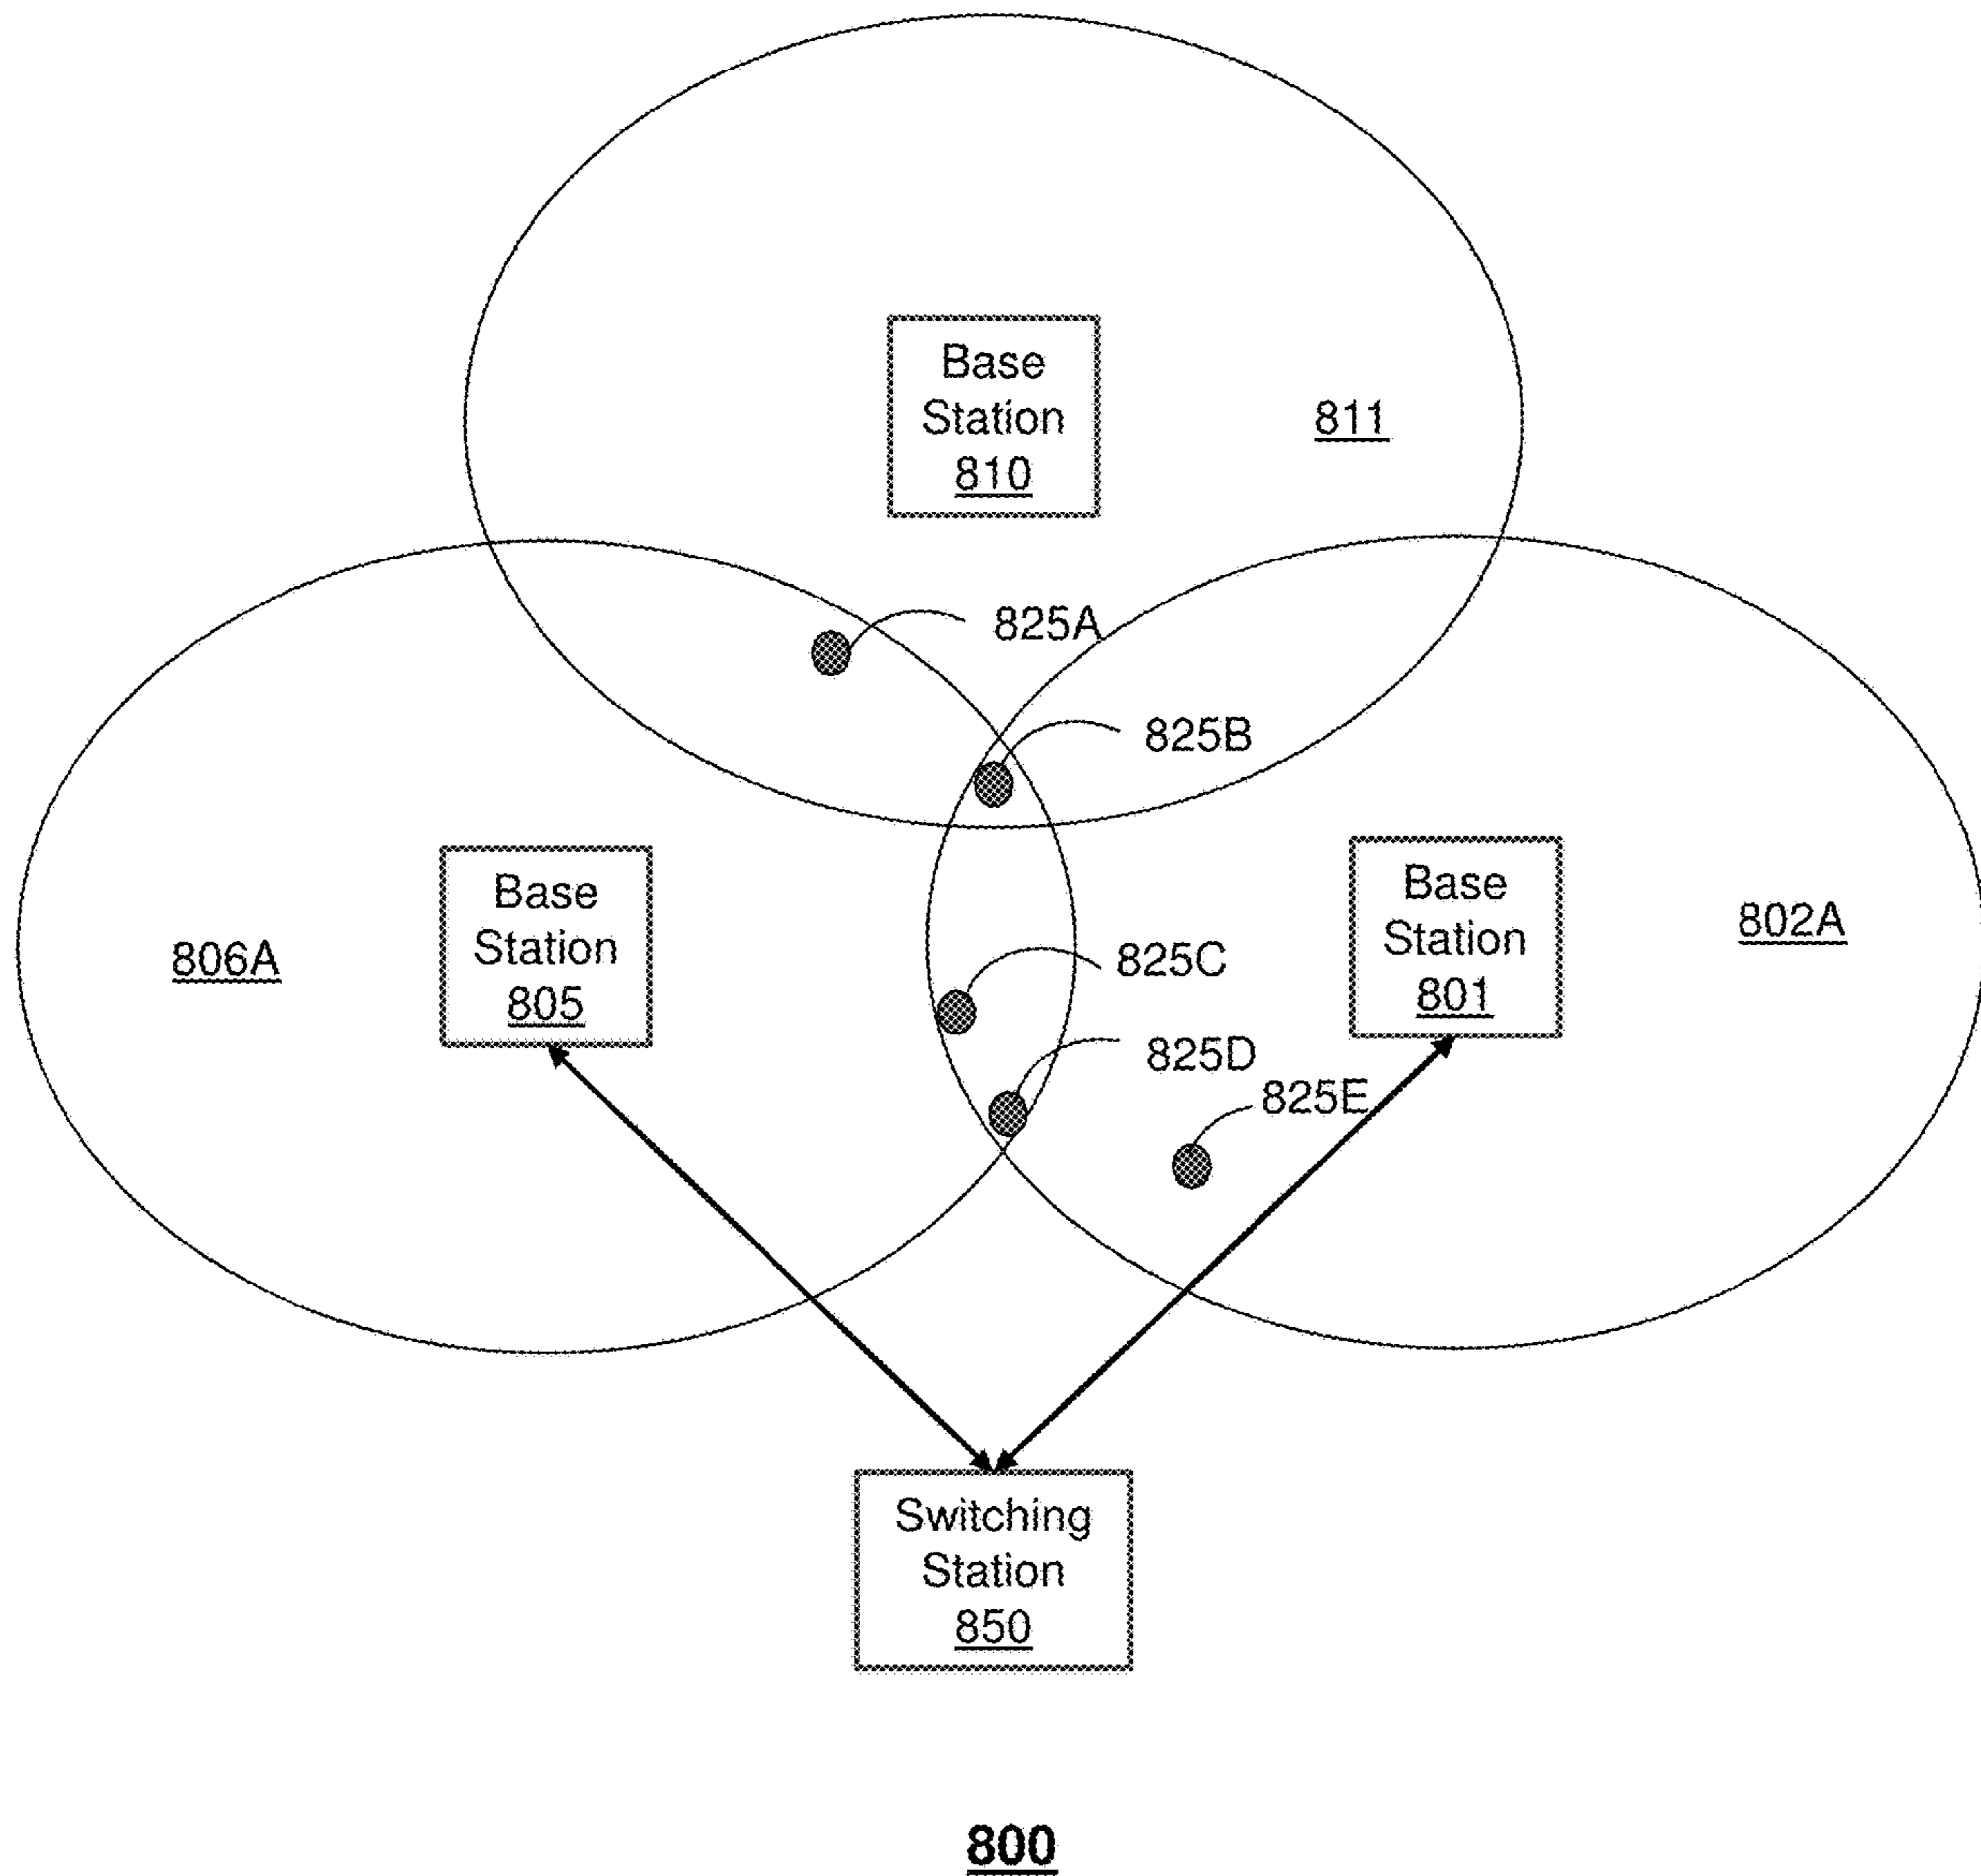 Base
Station
810
811
825A
825B
Base
Station
805
806A
Base
Station
801
802A
825C
825D
825E
Switching
Station
850
800